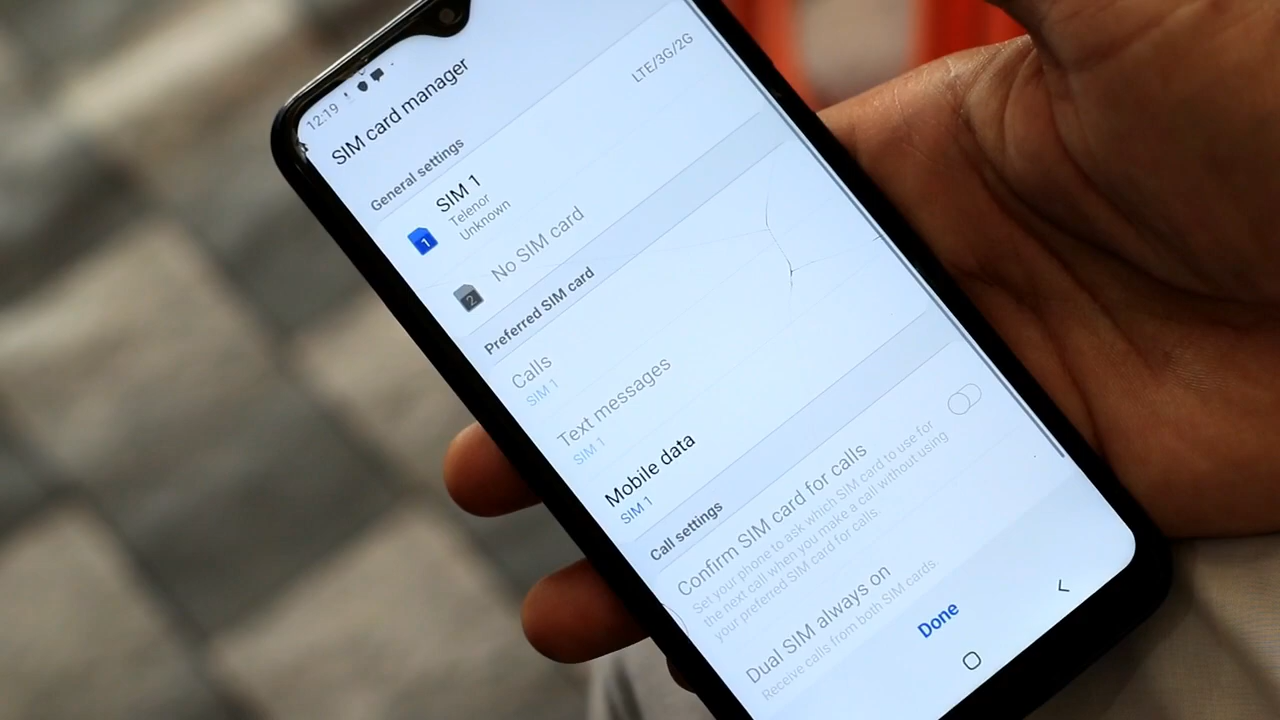 12:19
SIM card manager
General settings
SIM 1
Telenor
Unknown
LTE/3G/2G
1
No SIM card
2
Preferred SIM card
Calls
SIM 1
Text messages
SIM 1
Mobile data
SIM 1
Call settings
Confirm SIM card for calls
Set your phone to ask which SIM card to use for
the next call when you make a call without using
your preferred SIM card for calls.
Dual SIM always on
Receive calls from both SIM cards.
Done